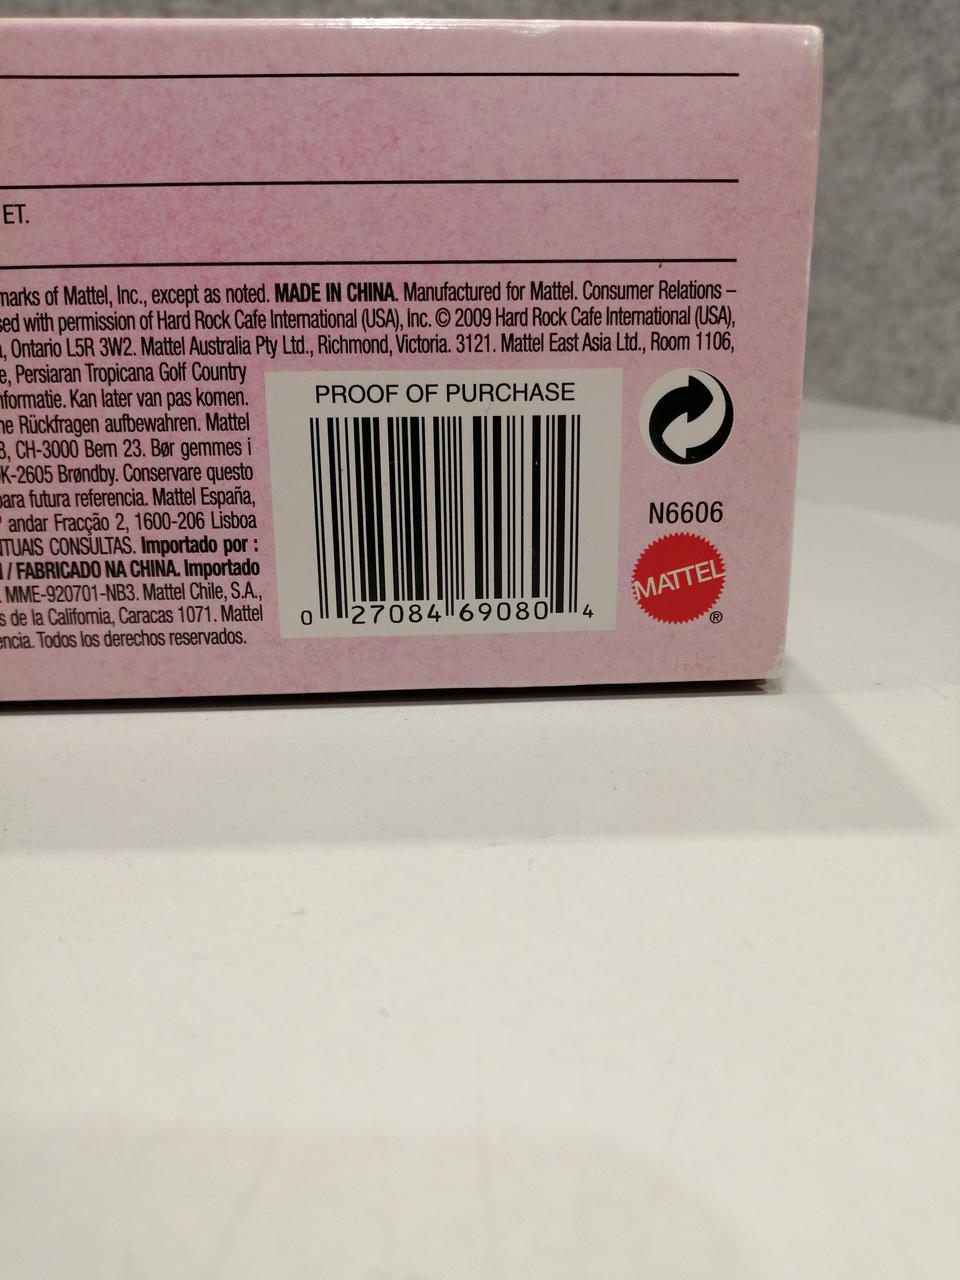 ET.
marks of Mattel, Inc., except as noted. MADE IN CHINA. Manufactured for Mattel. Consumer Relations –
with permission of Hard Rock Cafe International (USA), Inc. © 2009 Hard Rock Cafe International (USA),
Ontario L5R 3W2. Mattel Australia Pty Ltd., Richmond, Victoria. 3121. Mattel East Asia Ltd., Room 1106,
Persiaran Tropicana Golf Country
nformatie. Kan later van pas komen.
Rückfragen aufbewahren. Mattel
CH-3000 Bern 23. Bør gemmes i
K-2605 Brøndby. Conservare questo
para futura referencia. Mattel España,
andar Fracção 2, 1600-206 Lisboa
NTUAIS CONSULTAS. Importado por :
/ FABRICADO NA CHINA. Importado
MME-920701-NB3. Mattel Chile, S.A.,
s de la California, Caracas 1071. Mattel
encia. Todos los derechos reservados.
PROOF OF PURCHASE
0 27084 69080 4
N6606
MATTEL
®